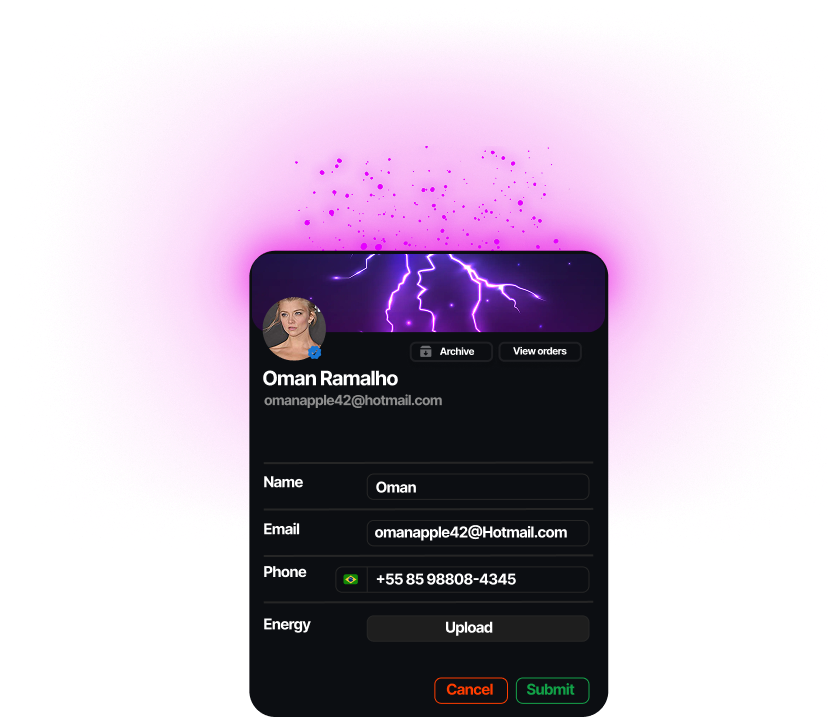 Archive
View orders
Oman Ramalho
omanapple42@hotmail.com
Name
Oman
Email
omanapple42@Hotmail.com
Phone
+55 85 98808-4345
Energy
Upload
Cancel
Submit